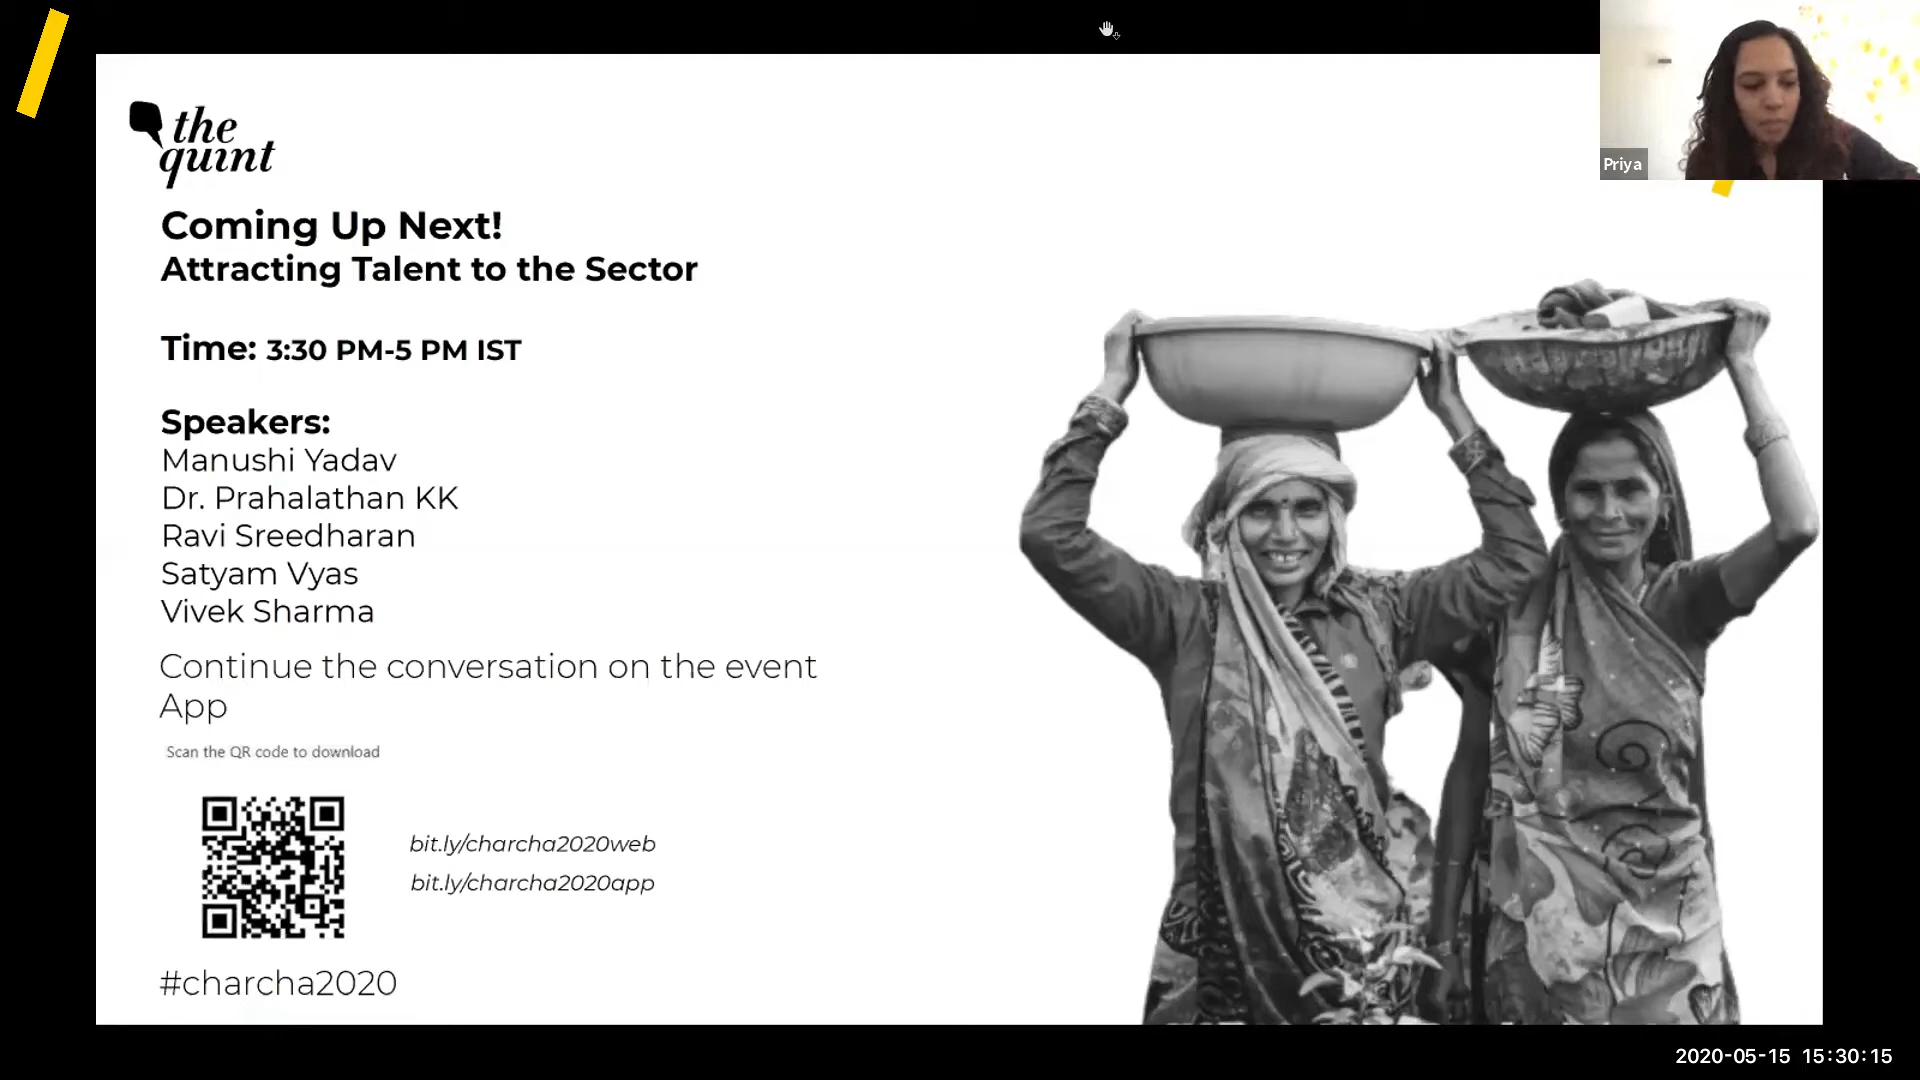 the
quint
Coming Up Next!
Attracting Talent to the Sector
Time: 3:30 PM-5 PM IST
Speakers:
Manushi Yadav
Dr. Prahalathan KK
Ravi Sreedharan
Satyam Vyas
Vivek Sharma
Continue the conversation on the event
App
Scan the QR code to download
bit.ly/charcha2020web
bit.ly/charcha2020app
#charcha2020
Priya
2020-05-15 15:30:15